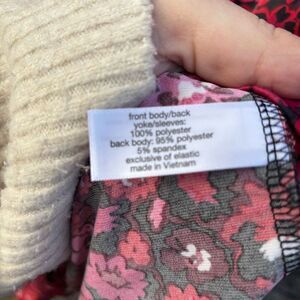 front body/back
yoke/sleeves:
100% polyester
back body: 95% polyester
5% spandex
exclusive of elastic
made in Vietnam